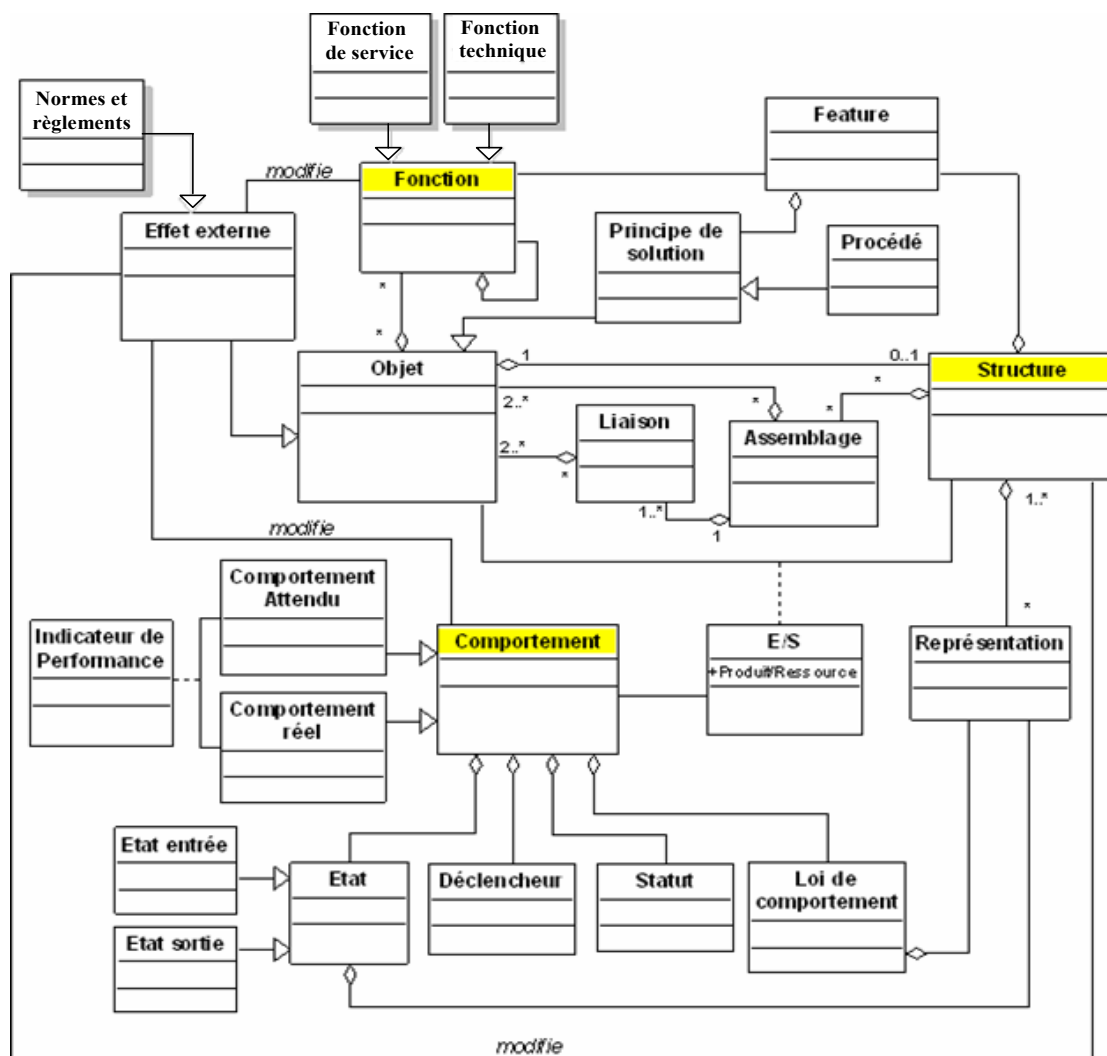 Fonction
de service
Fonction
technique
Normes et
règlements
Feature
modifie
Fonction
Effet externe
Principe de
solution
Procédé
*
*
Objet
1
0..1
Structure
2..*
*
*
*
Liaison
Assemblage
2..*
*
1..*
1
1..*
modifie
Comportement
Attendu
*
Indicateur de
Performance
Comportement
E/S
+Produit/Ressource
Représentation
Comportement
réel
Etat entrée
Etat
Déclencheur
Statut
Loi de
comportement
Etat sortie
modifie